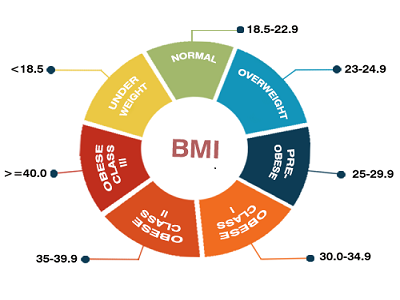 18.5-22.9
NORMAL
<18.5
UNDER
WEIGHT
OVERWEIGHT
23-24.9
BMI
PRE-
OBESE
25-29.9
OBESE
CLASS
III
>=40.0
OBESE
CLASS
II
35-39.9
OBESE
CLASS
I
30.0-34.9